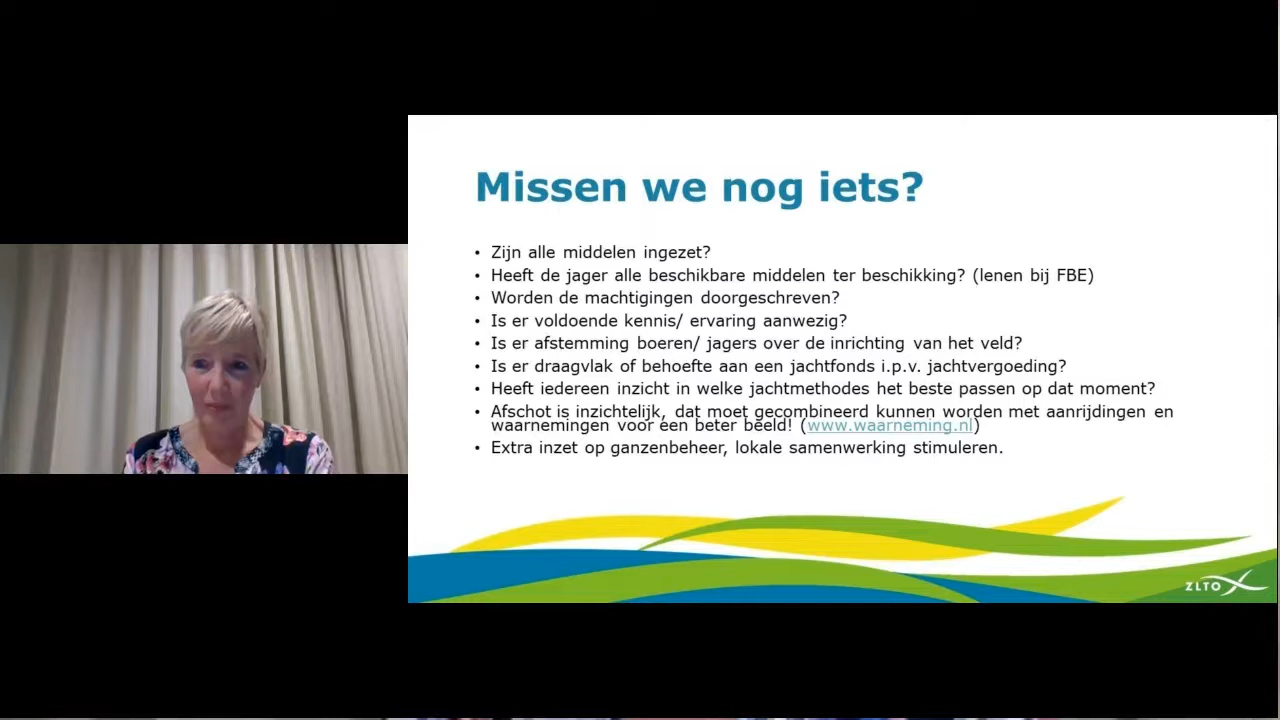 Missen we nog iets?
• Zijn alle middelen ingezet?
• Heeft de jager alle beschikbare middelen ter beschikking? (lenen bij FBE)
• Worden de machtigingen doorgeschreven?
• Is er voldoende kennis/ ervaring aanwezig?
• Is er afstemming boeren/ jagers over de inrichting van het veld?
• Is er draagvlak of behoefte aan een jachtfonds i.p.v. jachtvergoeding?
• Heeft iedereen inzicht in welke jachtmethodes het beste passen op dat moment?
• Afschot is inzichtelijk, dat moet gecombineerd kunnen worden met aanrijdingen en
waarnemingen voor een beter beeld! (www.waarneming.nl)
• Extra inzet op ganzenbeheer, lokale samenwerking stimuleren.
ZLTO